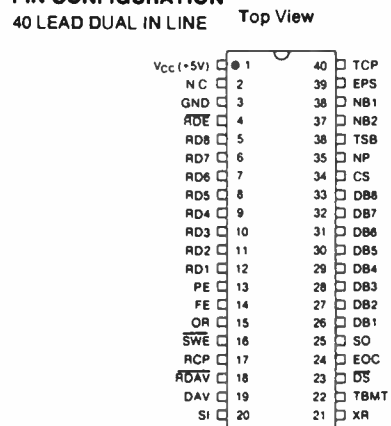 40 LEAD DUAL IN LINE Top View
VCC (+5V) 1 40 TCP
N C 2 39 EPS
GND 3 38 NB1
RDE 4 37 NB2
RD8 5 38 TSB
RD7 6 35 NP
RD6 7 34 CS
RD5 8 33 DB8
RD4 9 32 DB7
RD3 10 31 DB6
RD2 11 30 DB5
RD1 12 29 DB4
PE 13 28 DB3
FE 14 27 DB2
OR 15 26 DB1
SWE 16 25 SO
RCP 17 24 EOC
RDAV 18 23 DS
DAV 19 22 TBMT
SI 20 21 XR